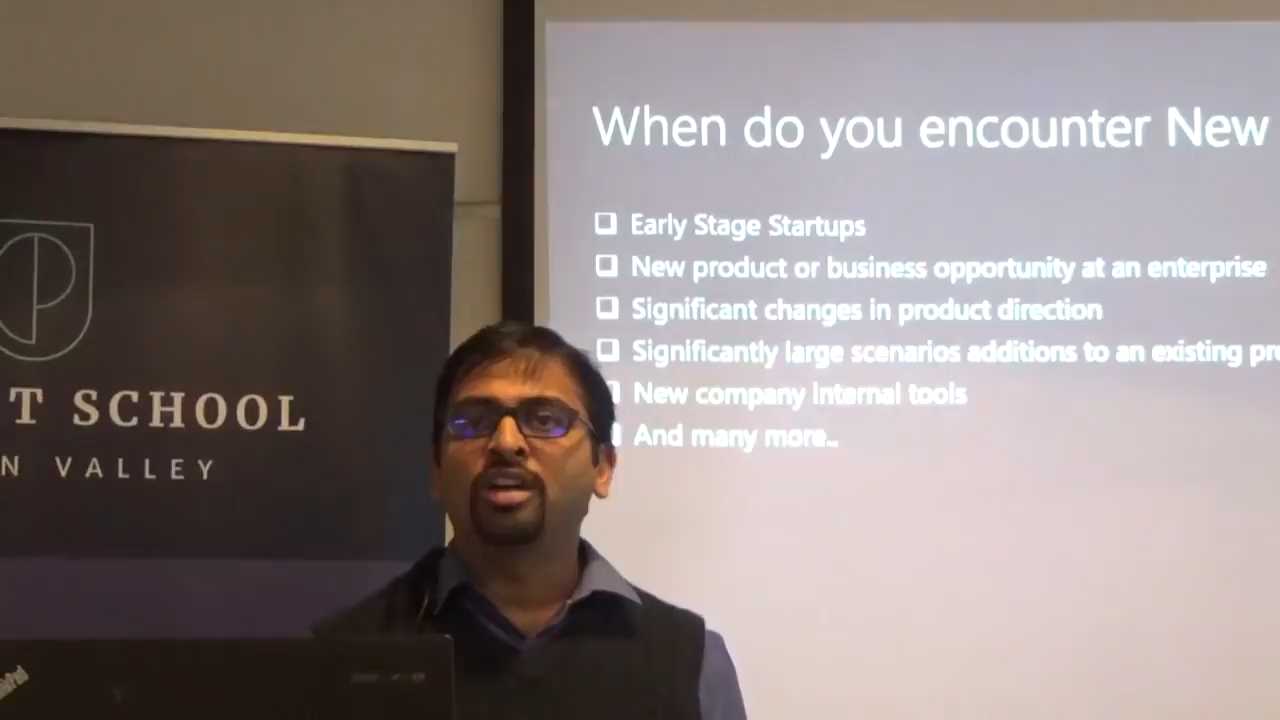 When do you encounter New
Early Stage Startups
New product or business opportunity at an enterprise
Significant changes in product direction
Significantly large scenarios additions to an existing pr
New company internal tools
And many more..
T SCHOOL
N VALLEY